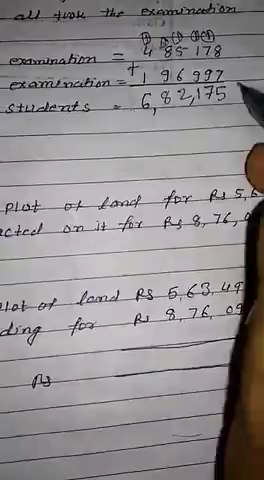 all took the examination
examination = 4 85 178
examination = + 1 96 997
students = 6,82,175
Plot of land for Rs 5,6
cted on it for Rs 8,76,
lot of land RS 5,63,49
ding for Rs 8,76,09
Rs